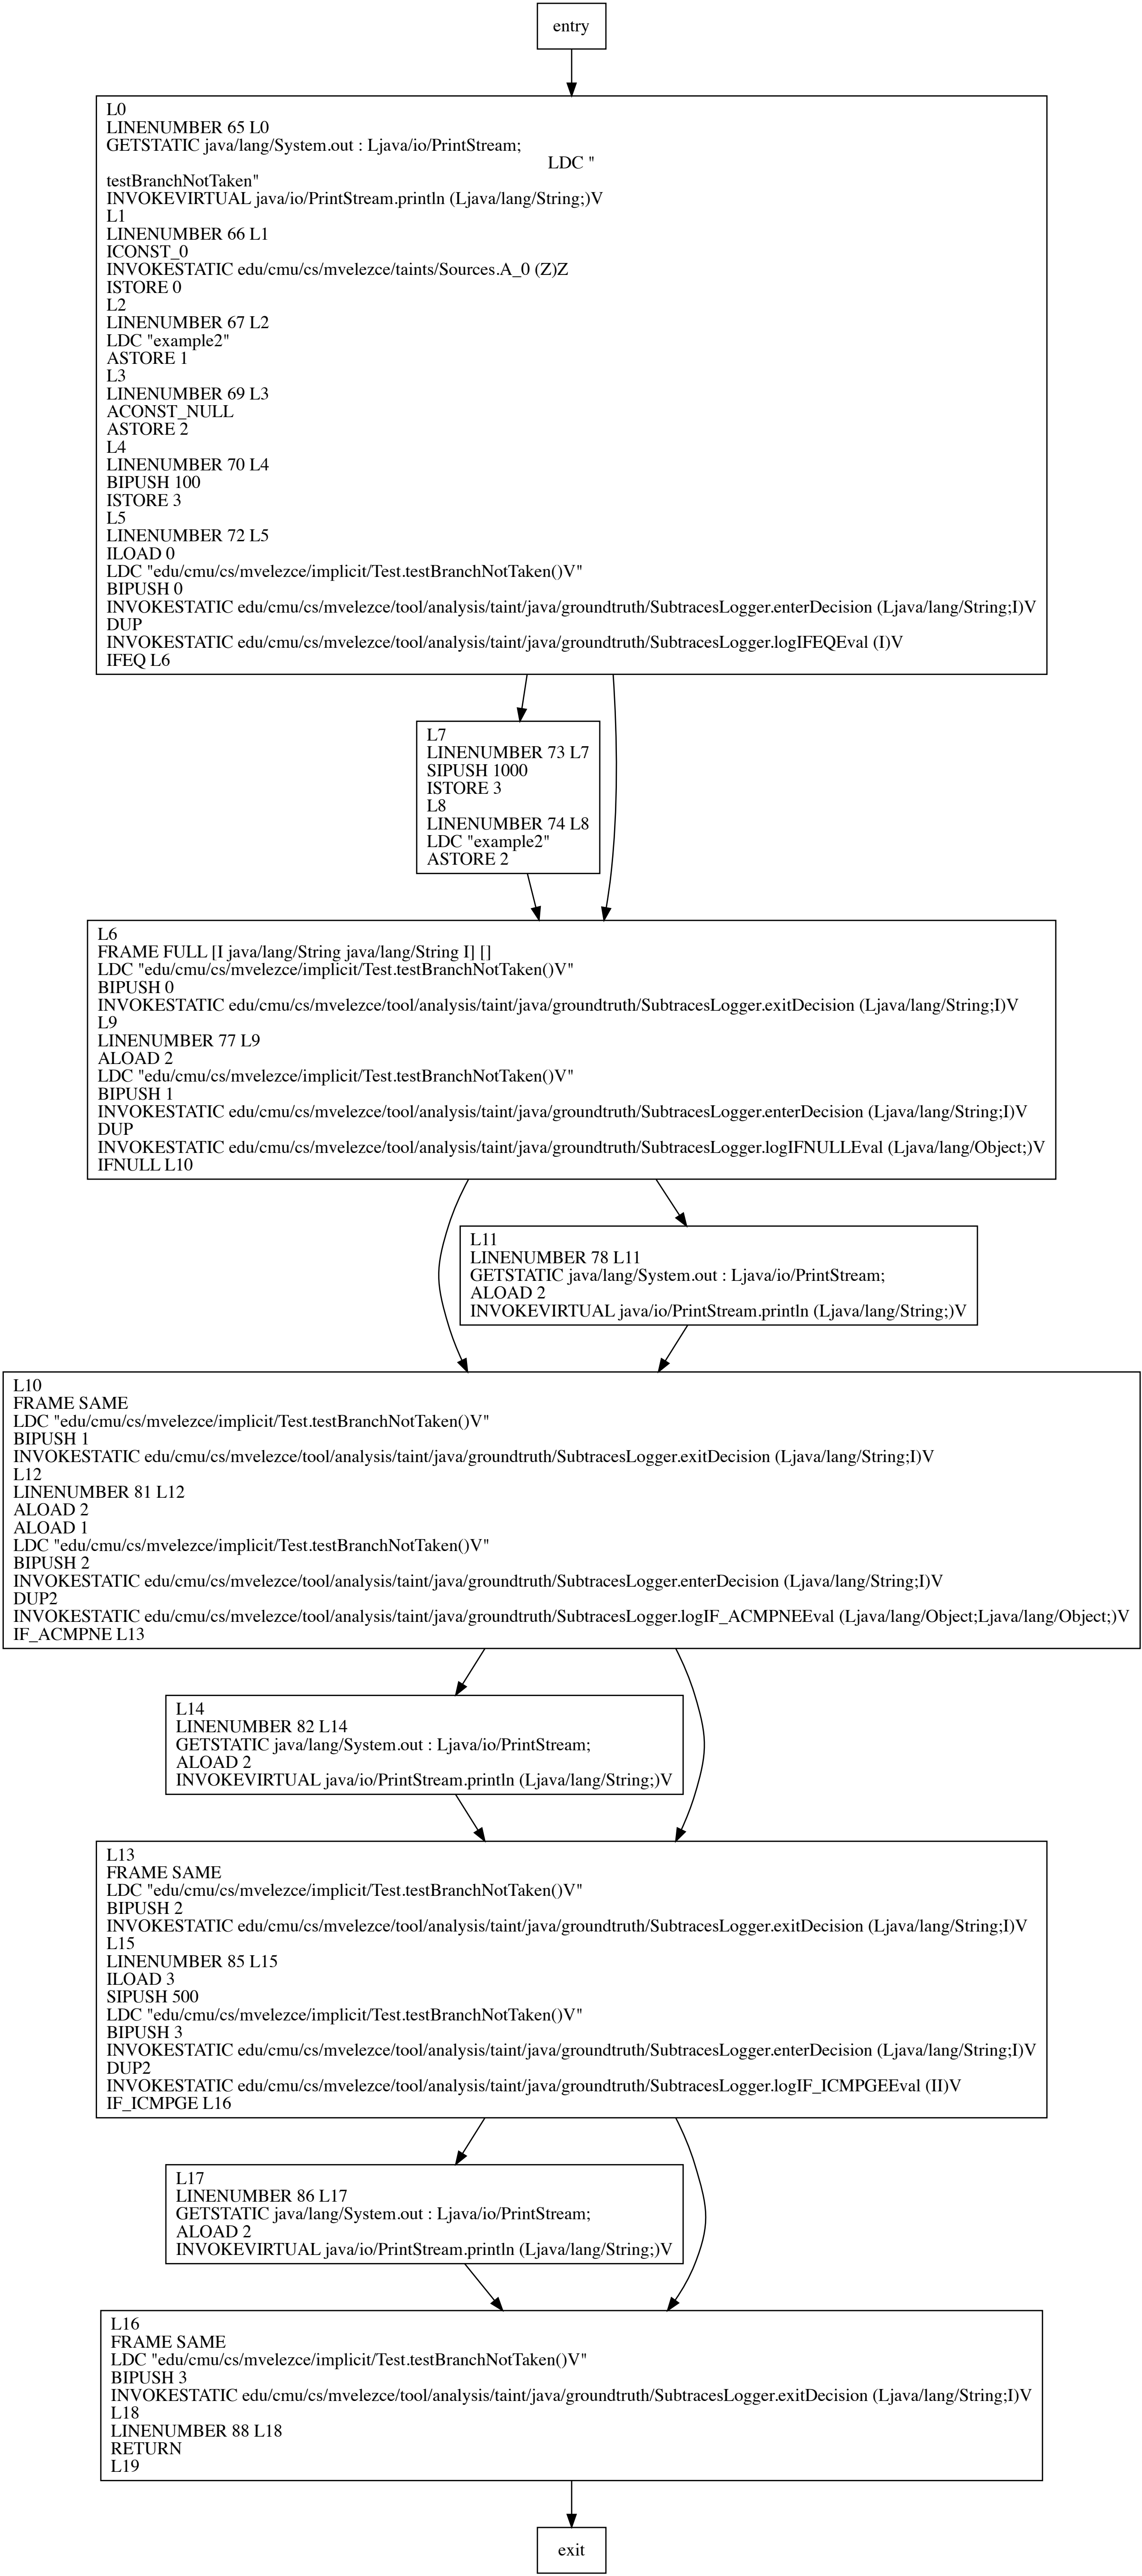 entry
L0
LINENUMBER 65 L0
GETSTATIC java/lang/System.out : Ljava/io/PrintStream;
LDC "
testBranchNotTaken"
INVOKEVIRTUAL java/io/PrintStream.println (Ljava/lang/String;)V
L1
LINENUMBER 66 L1
ICONST_0
INVOKESTATIC edu/cmu/cs/mvelezce/taints/Sources.A_0 (Z)Z
ISTORE 0
L2
LINENUMBER 67 L2
LDC "example2"
ASTORE 1
L3
LINENUMBER 69 L3
ACONST_NULL
ASTORE 2
L4
LINENUMBER 70 L4
BIPUSH 100
ISTORE 3
L5
LINENUMBER 72 L5
ILOAD 0
LDC "edu/cmu/cs/mvelezce/implicit/Test.testBranchNotTaken()V"
BIPUSH 0
INVOKESTATIC edu/cmu/cs/mvelezce/tool/analysis/taint/java/groundtruth/SubtracesLogger.enterDecision (Ljava/lang/String;I)V
DUP
INVOKESTATIC edu/cmu/cs/mvelezce/tool/analysis/taint/java/groundtruth/SubtracesLogger.logIFEQEval (I)V
IFEQ L6
L7
LINENUMBER 73 L7
SIPUSH 1000
ISTORE 3
L8
LINENUMBER 74 L8
LDC "example2"
ASTORE 2
L6
FRAME FULL [I java/lang/String java/lang/String I] []
LDC "edu/cmu/cs/mvelezce/implicit/Test.testBranchNotTaken()V"
BIPUSH 0
INVOKESTATIC edu/cmu/cs/mvelezce/tool/analysis/taint/java/groundtruth/SubtracesLogger.exitDecision (Ljava/lang/String;I)V
L9
LINENUMBER 77 L9
ALOAD 2
LDC "edu/cmu/cs/mvelezce/implicit/Test.testBranchNotTaken()V"
BIPUSH 1
INVOKESTATIC edu/cmu/cs/mvelezce/tool/analysis/taint/java/groundtruth/SubtracesLogger.enterDecision (Ljava/lang/String;I)V
DUP
INVOKESTATIC edu/cmu/cs/mvelezce/tool/analysis/taint/java/groundtruth/SubtracesLogger.logIFNULLEval (Ljava/lang/Object;)V
IFNULL L10
L11
LINENUMBER 78 L11
GETSTATIC java/lang/System.out : Ljava/io/PrintStream;
ALOAD 2
INVOKEVIRTUAL java/io/PrintStream.println (Ljava/lang/String;)V
L10
FRAME SAME
LDC "edu/cmu/cs/mvelezce/implicit/Test.testBranchNotTaken()V"
BIPUSH 1
INVOKESTATIC edu/cmu/cs/mvelezce/tool/analysis/taint/java/groundtruth/SubtracesLogger.exitDecision (Ljava/lang/String;I)V
L12
LINENUMBER 81 L12
ALOAD 2
ALOAD 1
LDC "edu/cmu/cs/mvelezce/implicit/Test.testBranchNotTaken()V"
BIPUSH 2
INVOKESTATIC edu/cmu/cs/mvelezce/tool/analysis/taint/java/groundtruth/SubtracesLogger.enterDecision (Ljava/lang/String;I)V
DUP2
INVOKESTATIC edu/cmu/cs/mvelezce/tool/analysis/taint/java/groundtruth/SubtracesLogger.logIF_ACMPNEEval (Ljava/lang/Object;Ljava/lang/Object;)V
IF_ACMPNE L13
L14
LINENUMBER 82 L14
GETSTATIC java/lang/System.out : Ljava/io/PrintStream;
ALOAD 2
INVOKEVIRTUAL java/io/PrintStream.println (Ljava/lang/String;)V
L13
FRAME SAME
LDC "edu/cmu/cs/mvelezce/implicit/Test.testBranchNotTaken()V"
BIPUSH 2
INVOKESTATIC edu/cmu/cs/mvelezce/tool/analysis/taint/java/groundtruth/SubtracesLogger.exitDecision (Ljava/lang/String;I)V
L15
LINENUMBER 85 L15
ILOAD 3
SIPUSH 500
LDC "edu/cmu/cs/mvelezce/implicit/Test.testBranchNotTaken()V"
BIPUSH 3
INVOKESTATIC edu/cmu/cs/mvelezce/tool/analysis/taint/java/groundtruth/SubtracesLogger.enterDecision (Ljava/lang/String;I)V
DUP2
INVOKESTATIC edu/cmu/cs/mvelezce/tool/analysis/taint/java/groundtruth/SubtracesLogger.logIF_ICMPGEEval (II)V
IF_ICMPGE L16
L17
LINENUMBER 86 L17
GETSTATIC java/lang/System.out : Ljava/io/PrintStream;
ALOAD 2
INVOKEVIRTUAL java/io/PrintStream.println (Ljava/lang/String;)V
L16
FRAME SAME
LDC "edu/cmu/cs/mvelezce/implicit/Test.testBranchNotTaken()V"
BIPUSH 3
INVOKESTATIC edu/cmu/cs/mvelezce/tool/analysis/taint/java/groundtruth/SubtracesLogger.exitDecision (Ljava/lang/String;I)V
L18
LINENUMBER 88 L18
RETURN
L19
exit